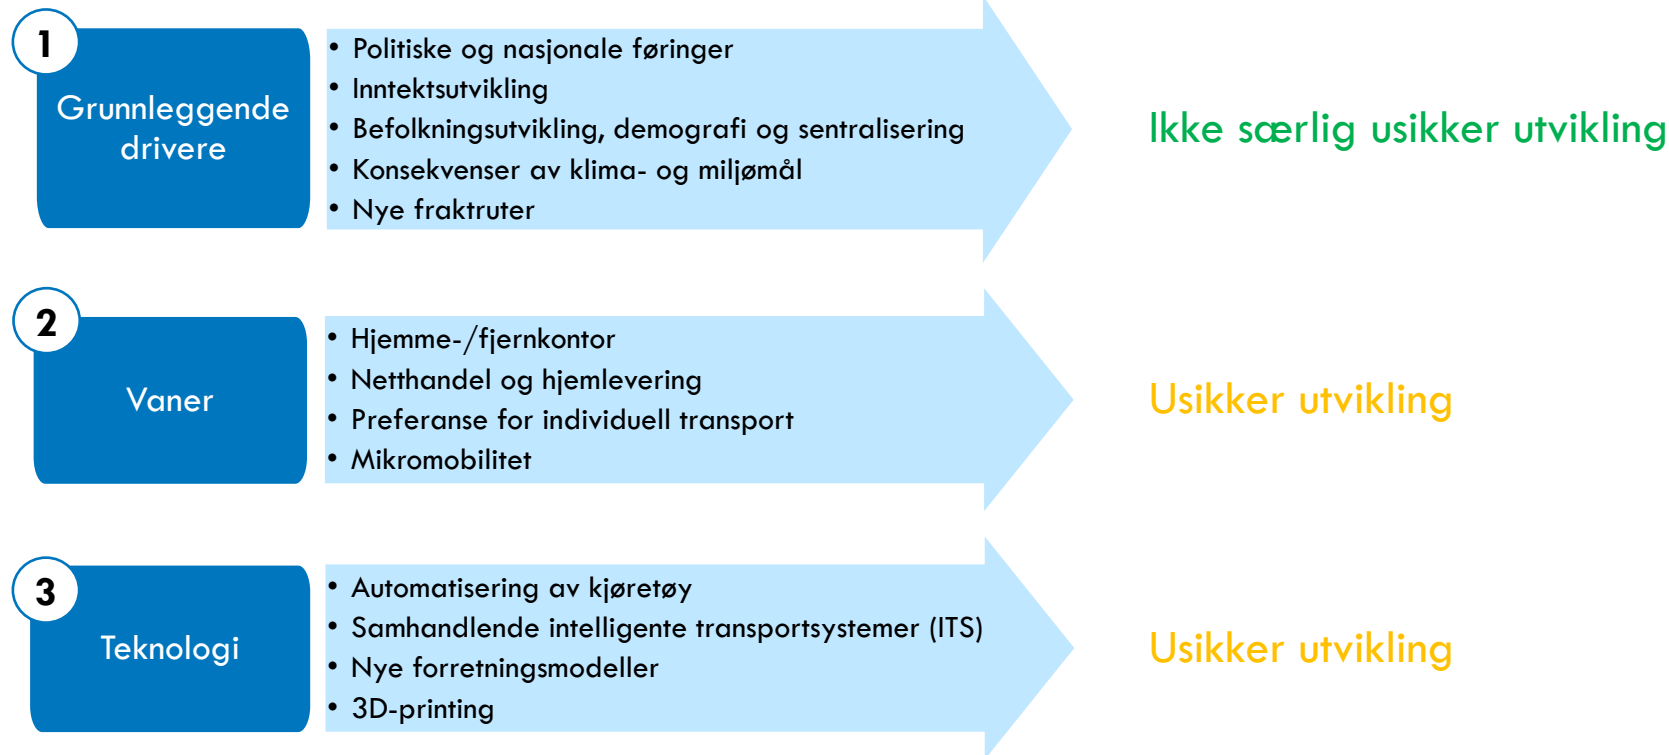 1
Grunnleggende
drivere
• Politiske og nasjonale føringer
• Inntektsutvikling
• Befolkningsutvikling, demografi og sentralisering
• Konsekvenser av klima- og miljømål
• Nye fraktruter
Ikke særlig usikker utvikling
2
Vaner
• Hjemme-/fjernkontor
• Netthandel og hjemlevering
• Preferanse for individuell transport
• Mikromobilitet
Usikker utvikling
3
Teknologi
• Automatisering av kjøretøy
• Samhandlende intelligente transportsystemer (ITS)
• Nye forretningsmodeller
• 3D-printing
Usikker utvikling